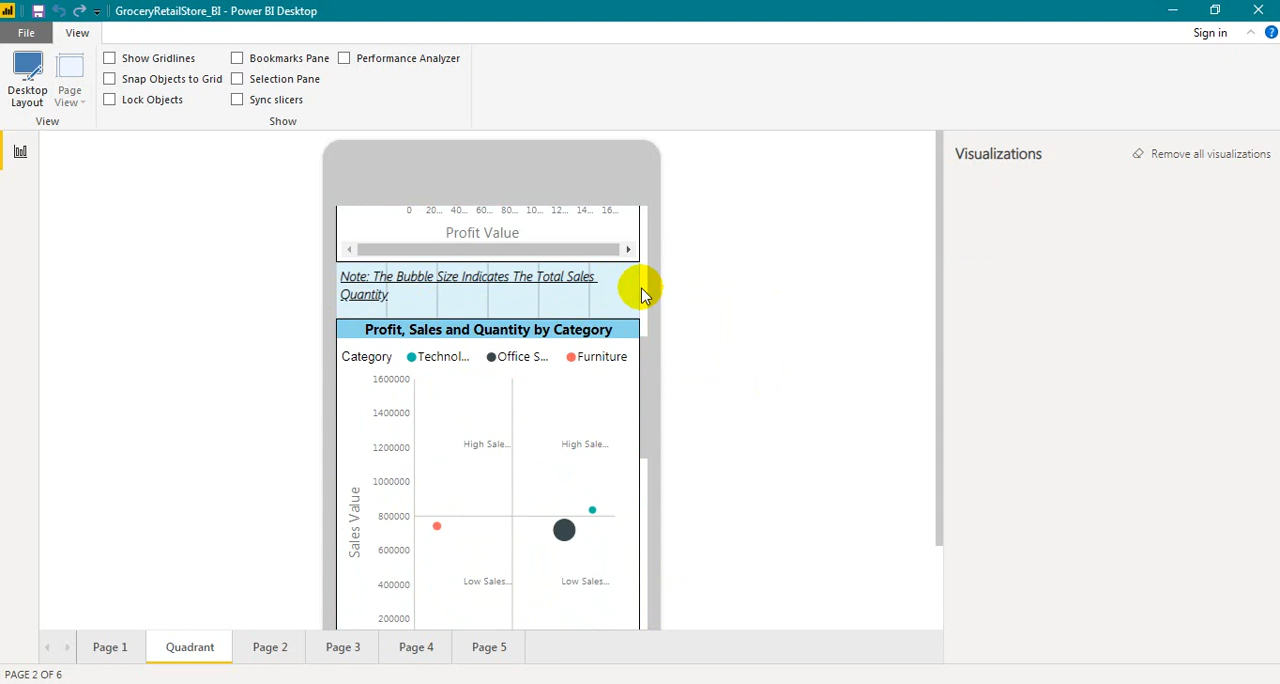 GroceryRetailStore_BI - Power BI Desktop
File View Sign in
Desktop Layout
Page View
Show Gridlines
Snap Objects to Grid
Lock Objects
Bookmarks Pane
Selection Pane
Sync slicers
Performance Analyzer
View Show
Visualizations Remove all visualizations
0 20... 40... 60... 80... 10... 12... 14... 16...
Profit Value
Note: The Bubble Size Indicates The Total Sales
Quantity
Profit, Sales and Quantity by Category
Category Technol... Office S... Furniture
1600000
1400000
1200000
1000000
800000
600000
400000
200000
Sales Value
High Sale... High Sale...
Low Sales... Low Sales...
Page 1 Quadrant Page 2 Page 3 Page 4 Page 5
PAGE 2 OF 6